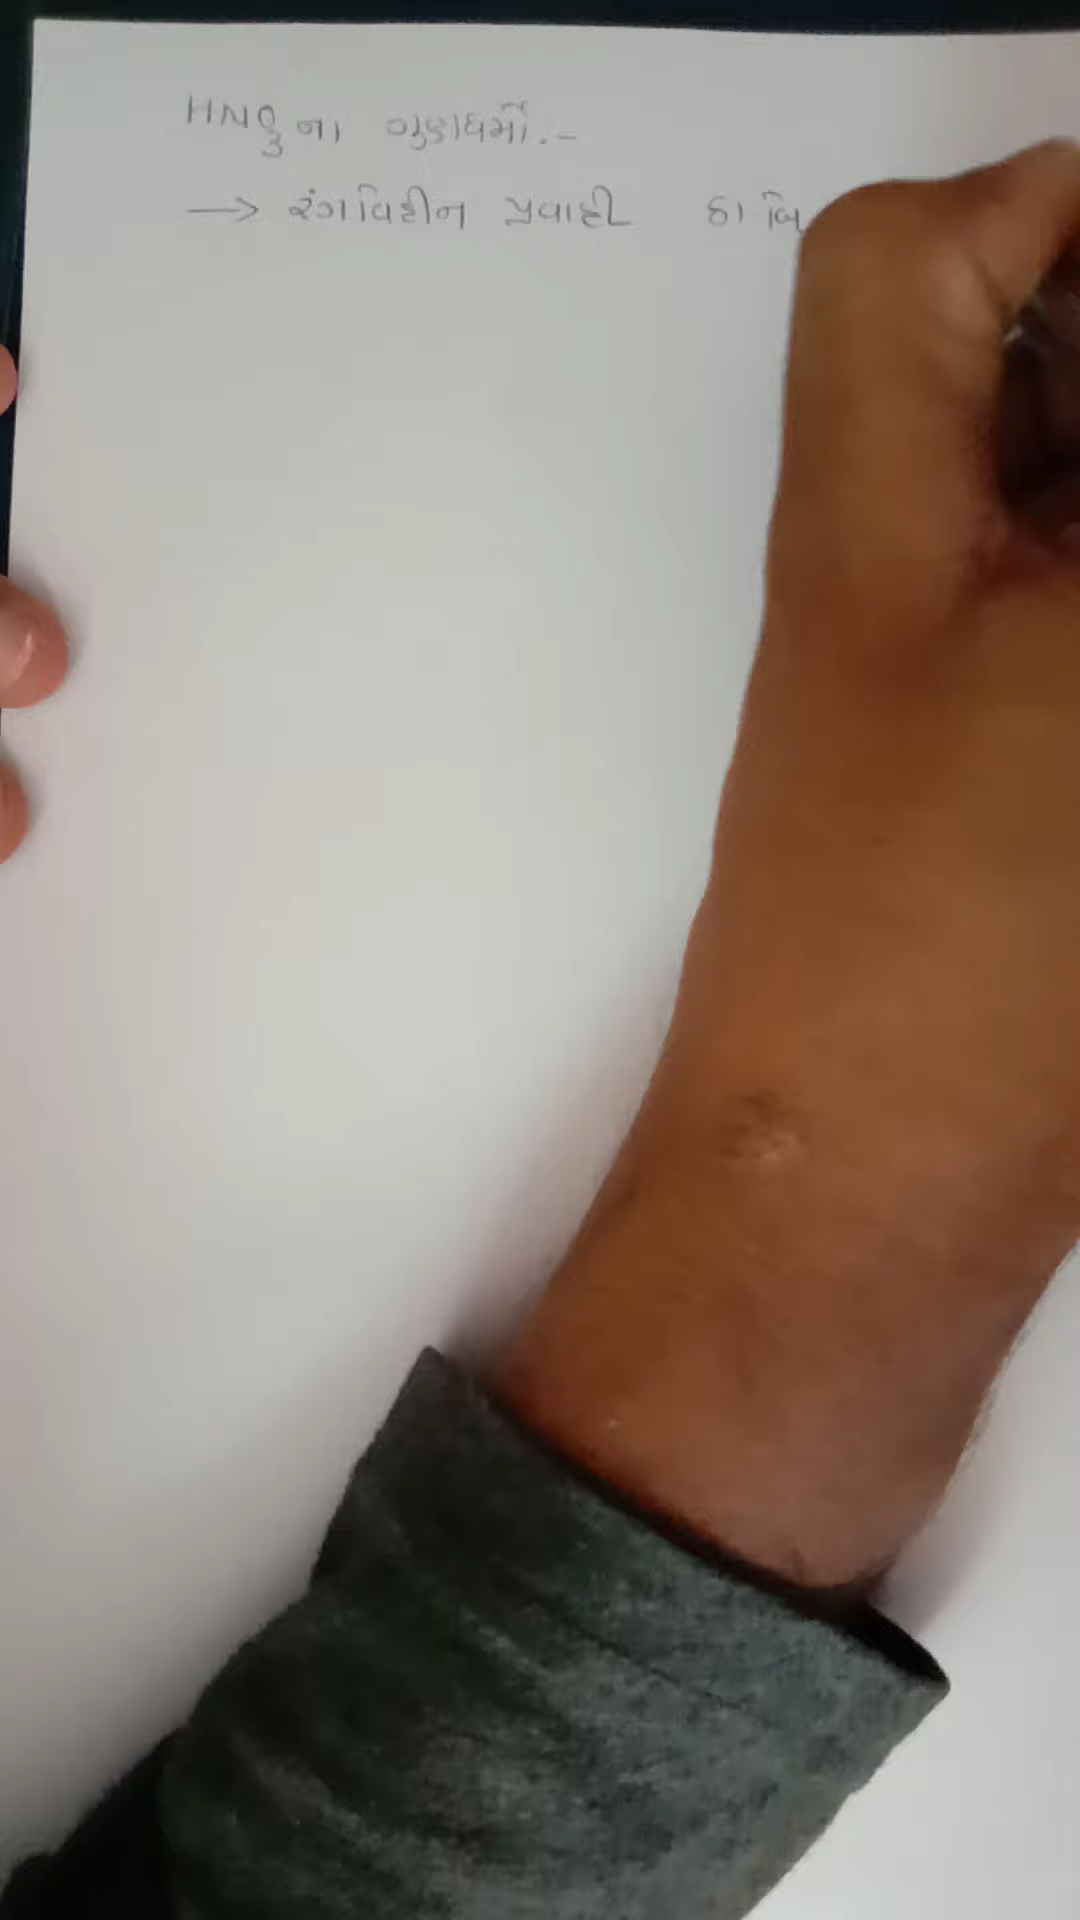 HNO3 ના ગુણધર્મો :-
→ રંગવિહીન પ્રવાહી ઠા.બિ